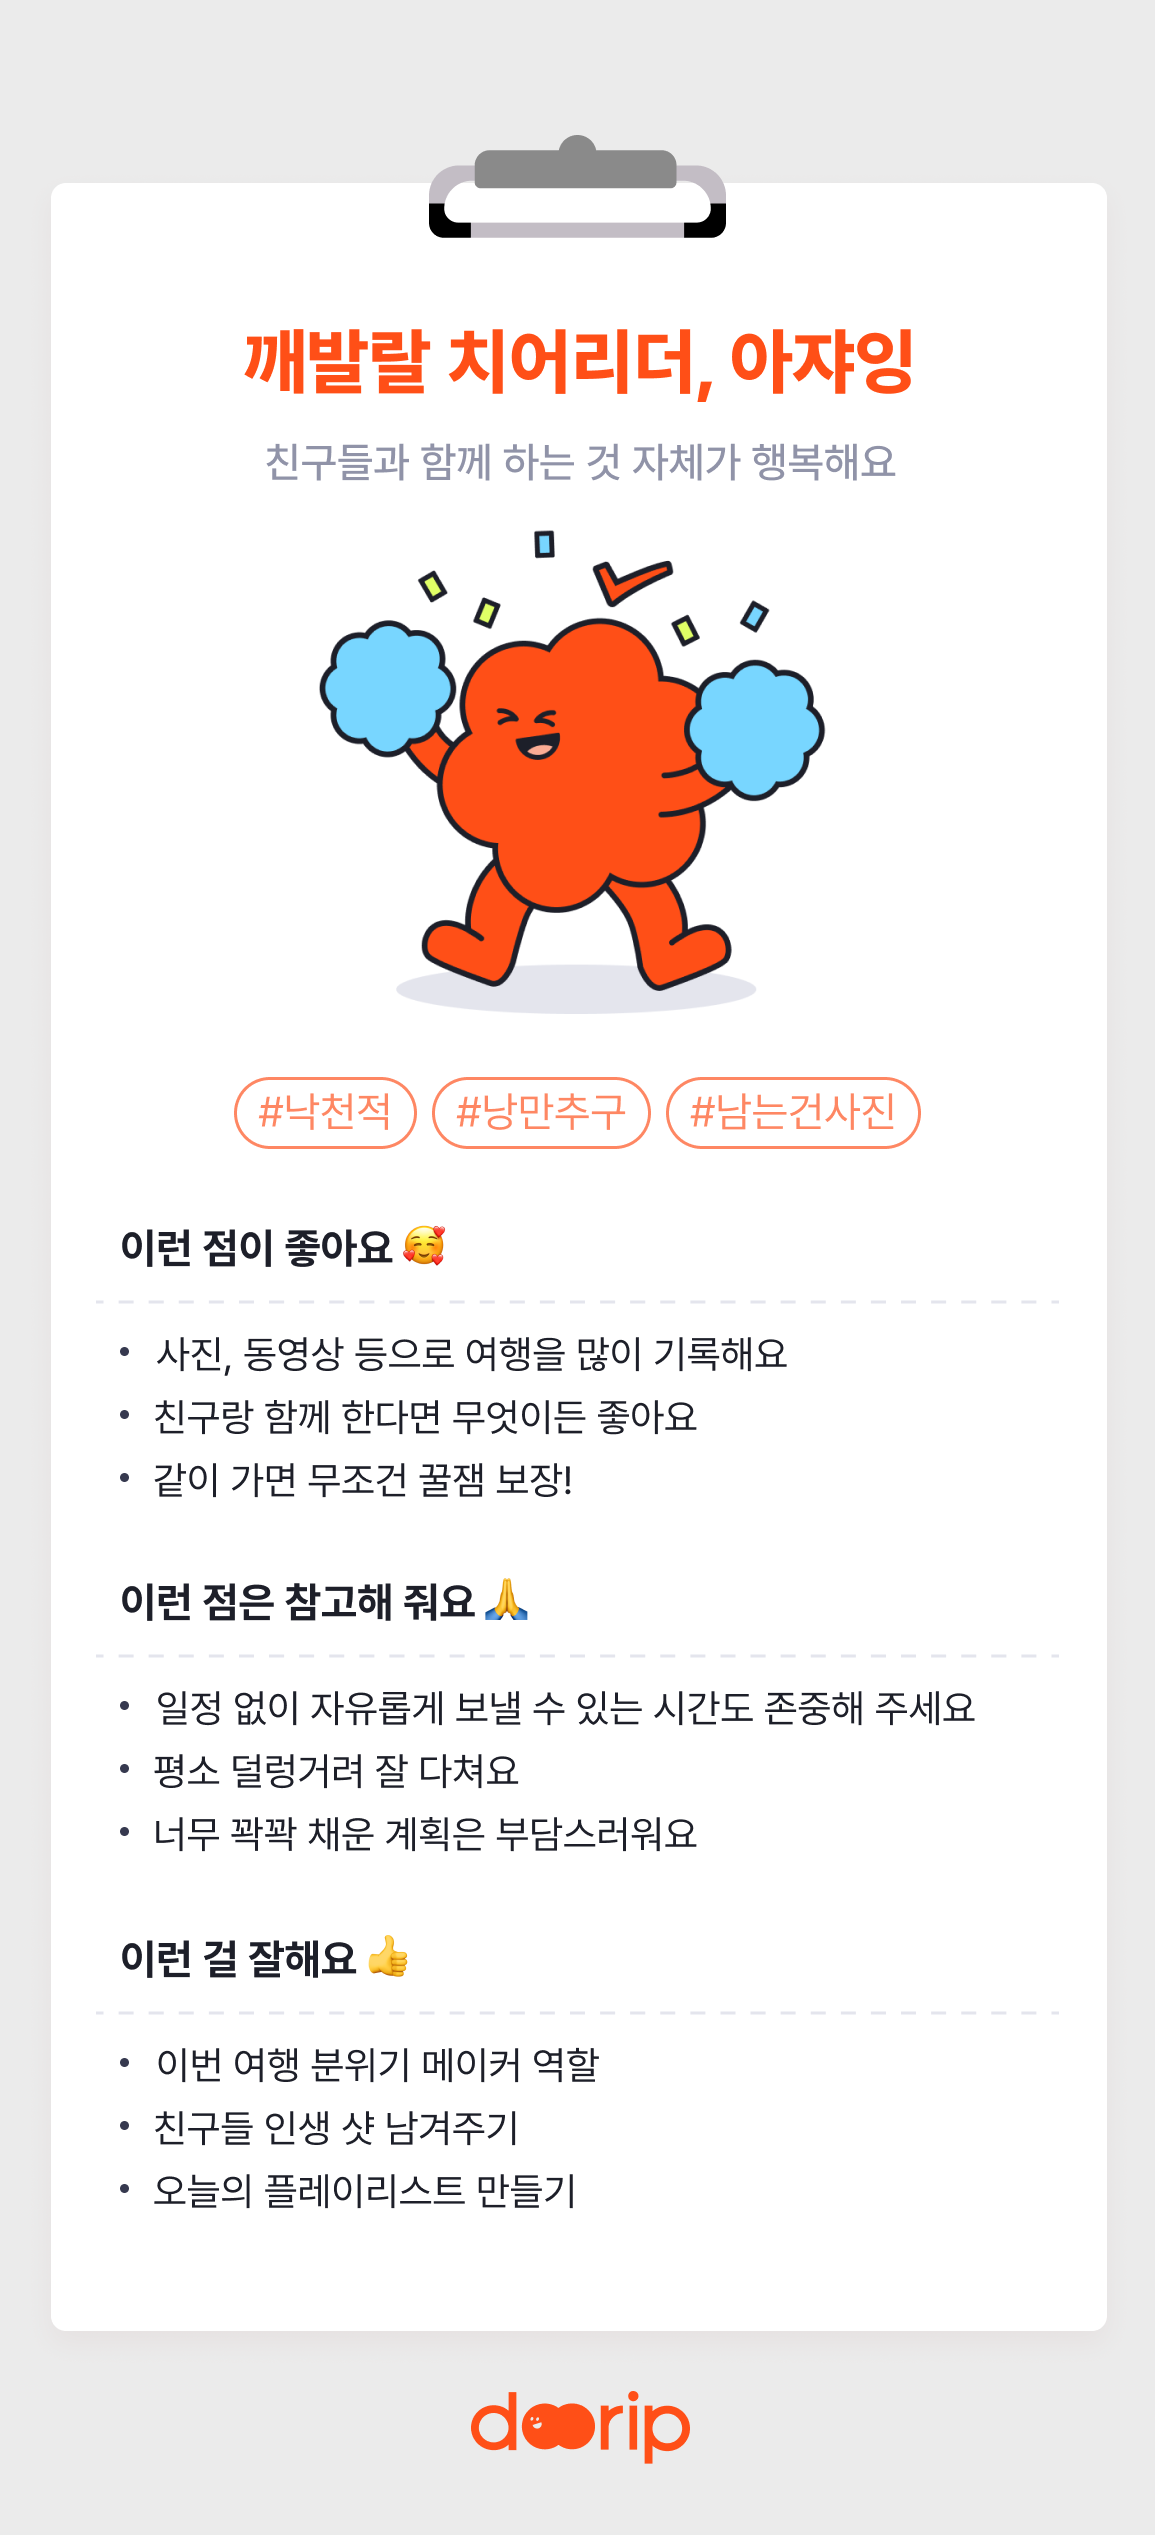 깨발랄 치어리더, 아쟈잉
친구들과 함께 하는 것 자체가 행복해요
#낙천적 #낭만추구 #남는건사진
이런 점이 좋아요 🥰
• 사진, 동영상 등으로 여행을 많이 기록해요
• 친구랑 함께 한다면 무엇이든 좋아요
• 같이 가면 무조건 꿀잼 보장!
이런 점은 참고해 줘요 🙏
• 일정 없이 자유롭게 보낼 수 있는 시간도 존중해 주세요
• 평소 덜렁거려 잘 다쳐요
• 너무 꽉꽉 채운 계획은 부담스러워요
이런 걸 잘해요 👍
• 이번 여행 분위기 메이커 역할
• 친구들 인생 샷 남겨주기
• 오늘의 플레이리스트 만들기
doorip